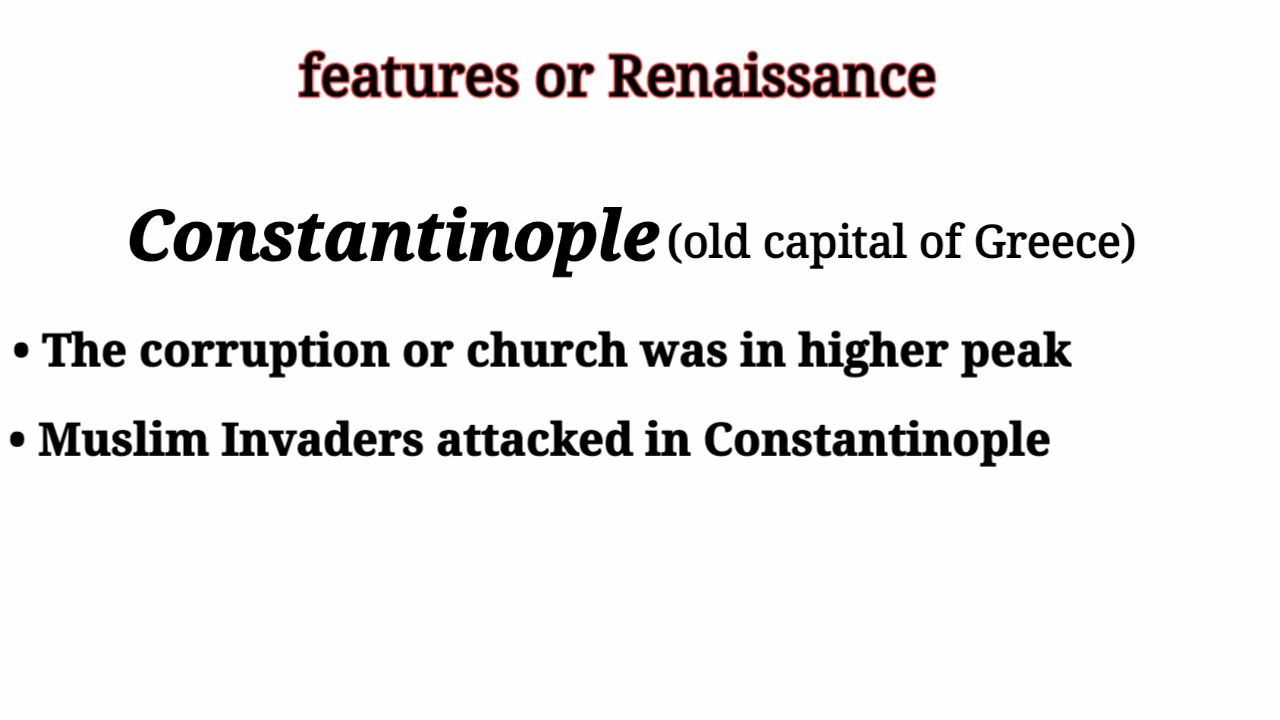 features or Renaissance
Constantinople (old capital of Greece)
• The corruption or church was in higher peak
• Muslim Invaders attacked in Constantinople